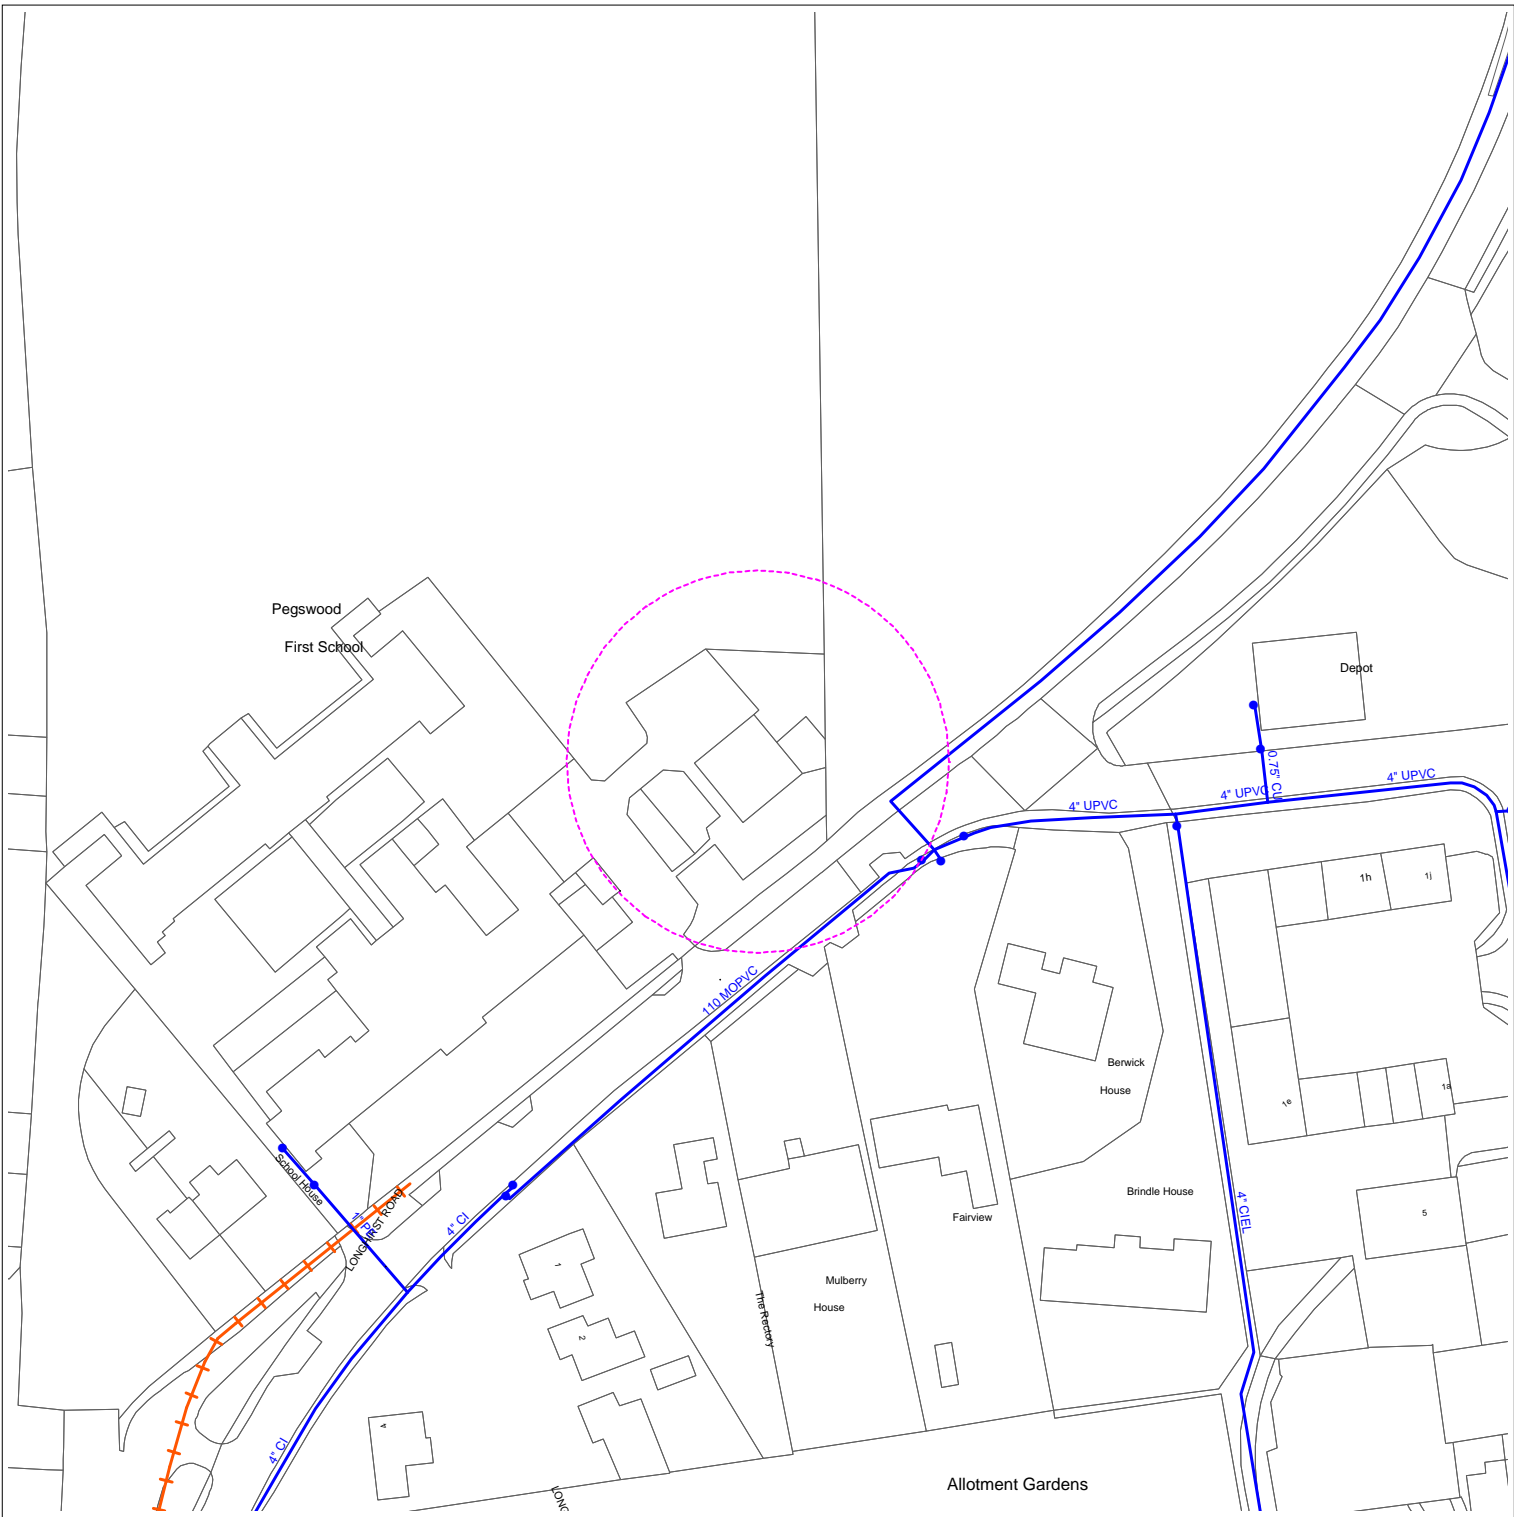 Pegswood
First School
Depot
0.75" CU
4" UPVC
4" UPVC
4" UPVC
1h
1j
110 MOPVC
Berwick
House
1a
1e
School House
LONGHIRST ROAD
4" CI
Brindle House
4" CIEL
5
Fairview
1
Mulberry
House
The Rectory
2
4
4" CI
LONG
Allotment Gardens